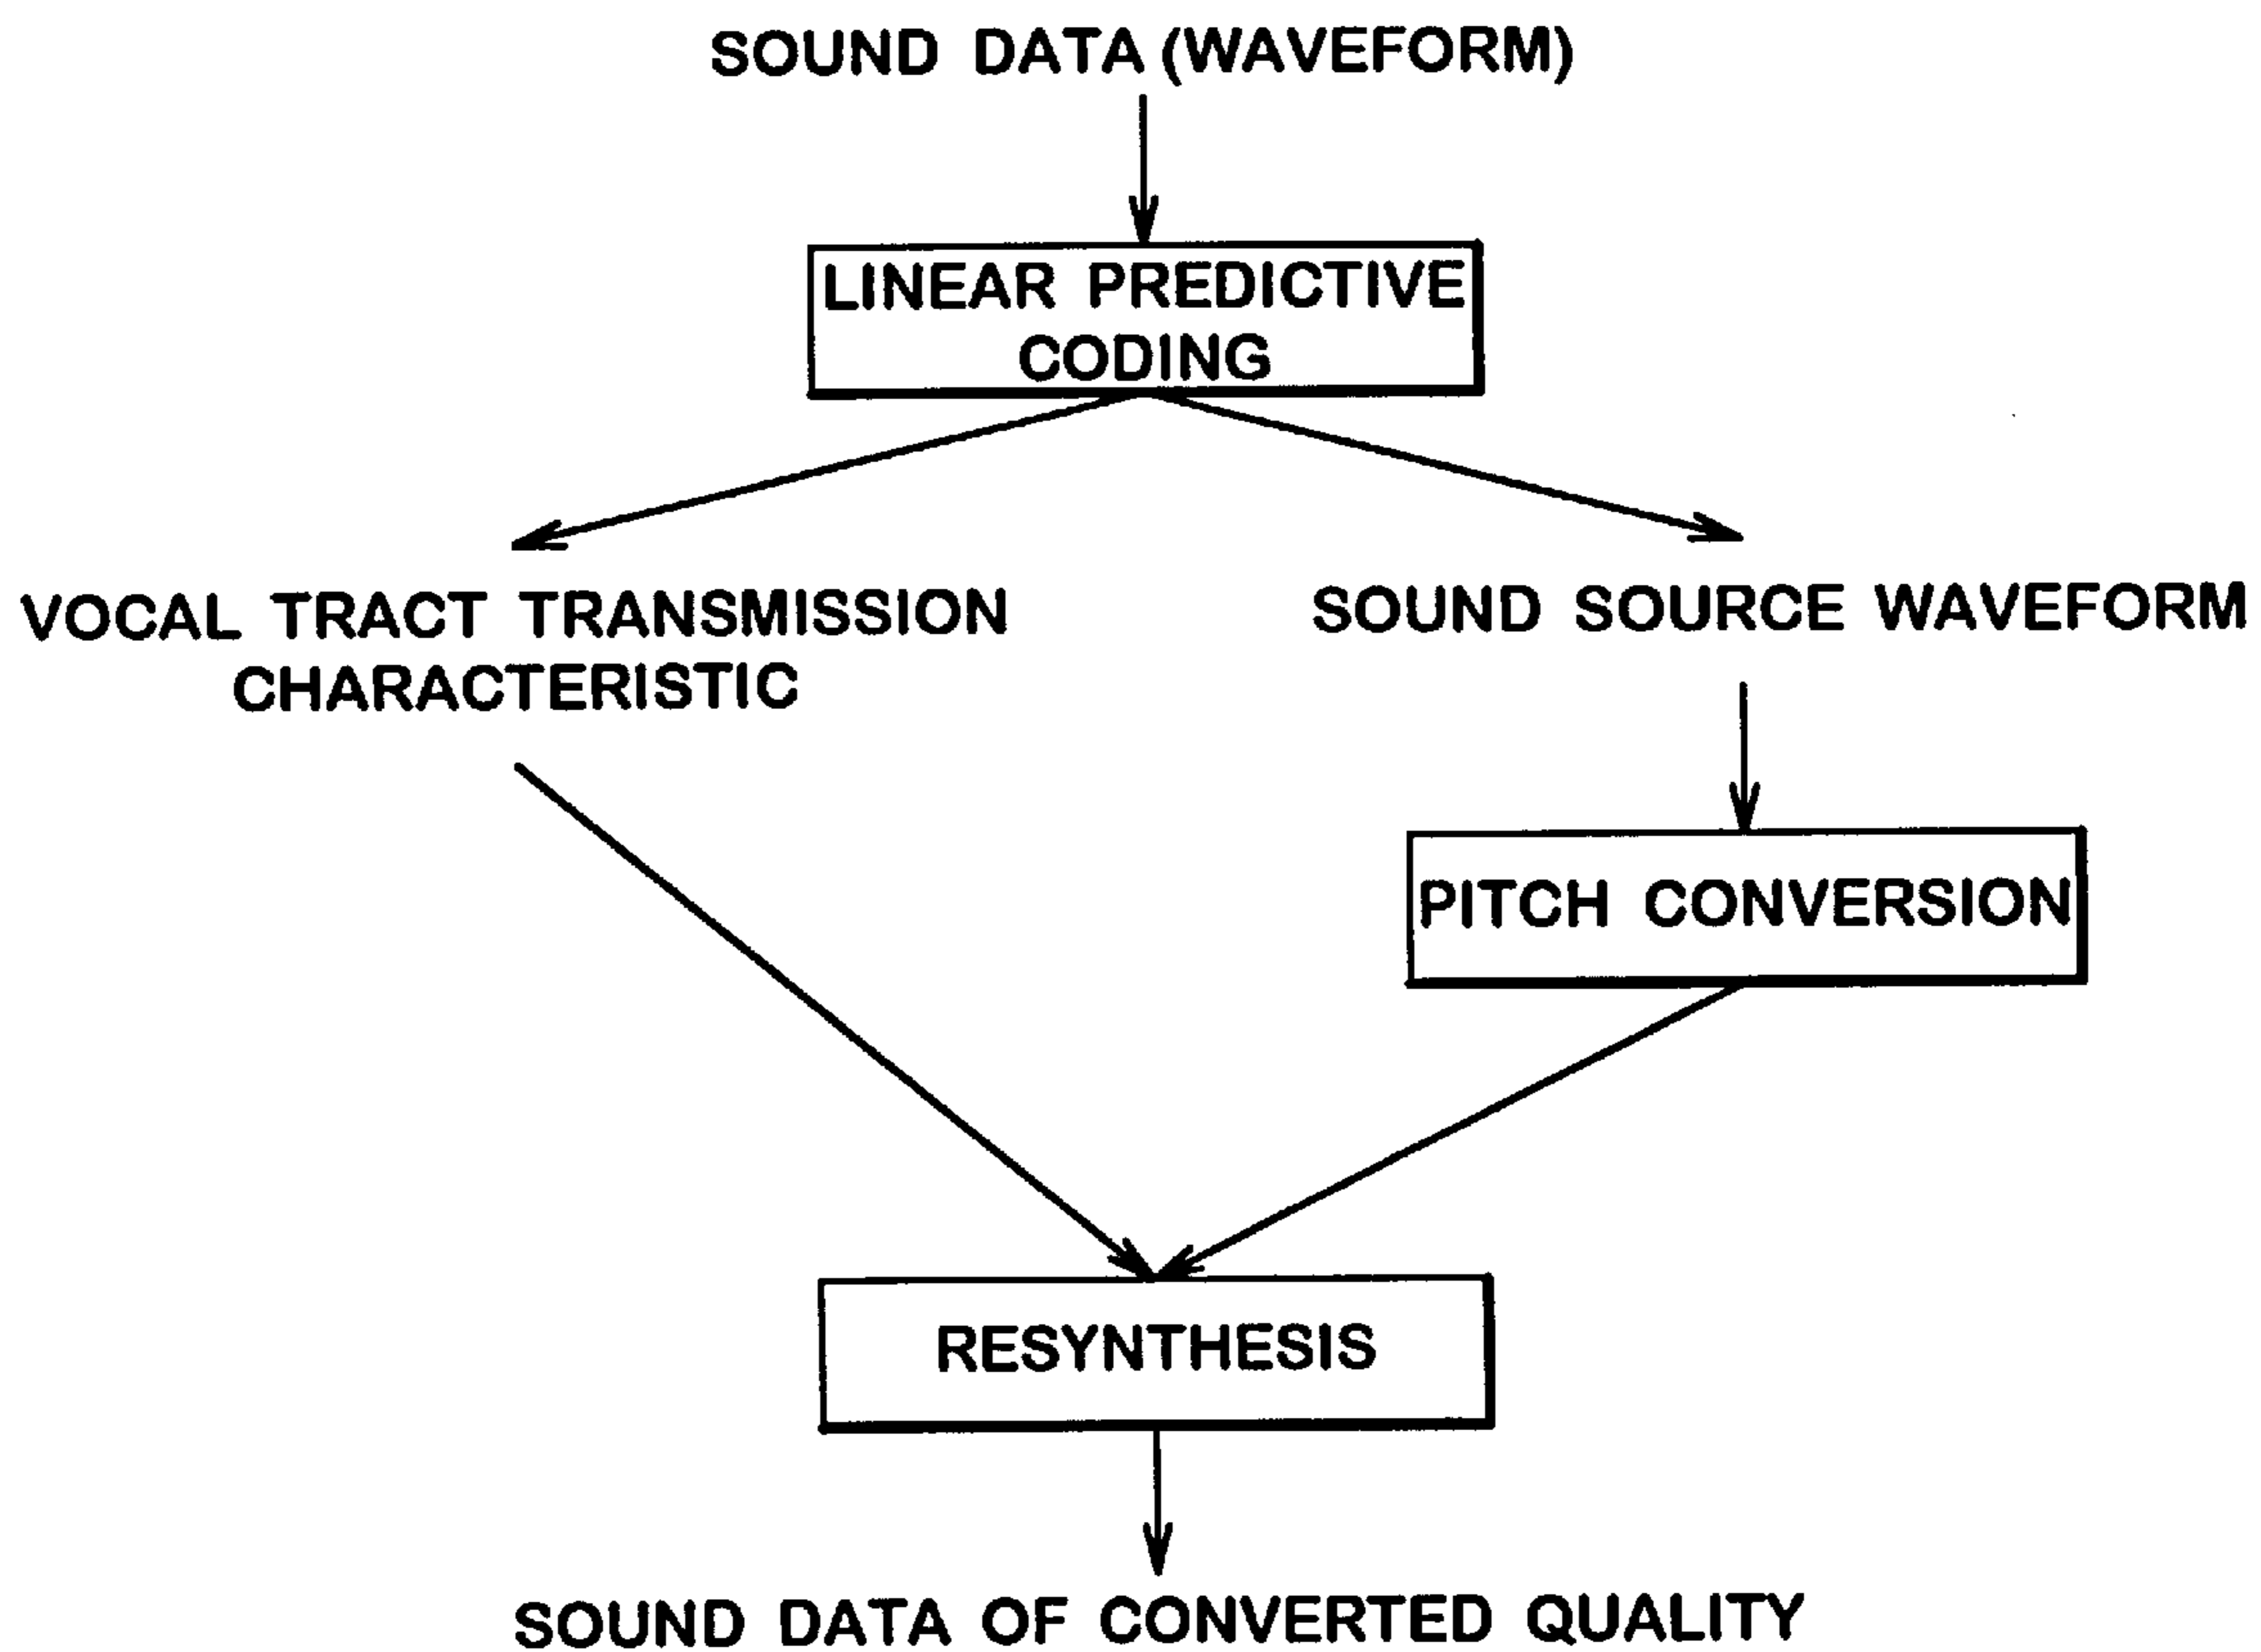 SOUND DATA (WAVEFORM)
LINEAR PREDICTIVE
CODING
VOCAL TRACT TRANSMISSION
CHARACTERISTIC
SOUND SOURCE WAVEFORM
PITCH CONVERSION
RESYNTHESIS
SOUND DATA OF CONVERTED QUALITY